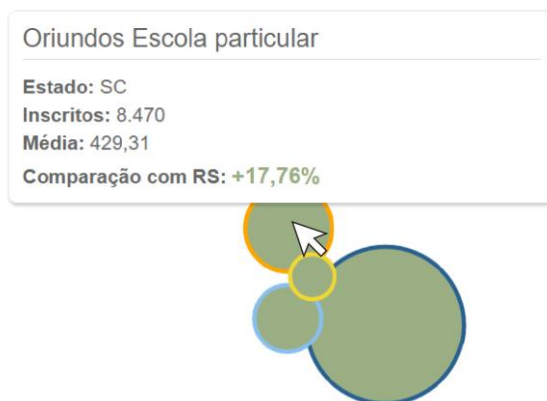 Oriundos Escola particular
Estado: SC
Inscritos: 8.470
Média: 429,31
Comparação com RS: +17,76%